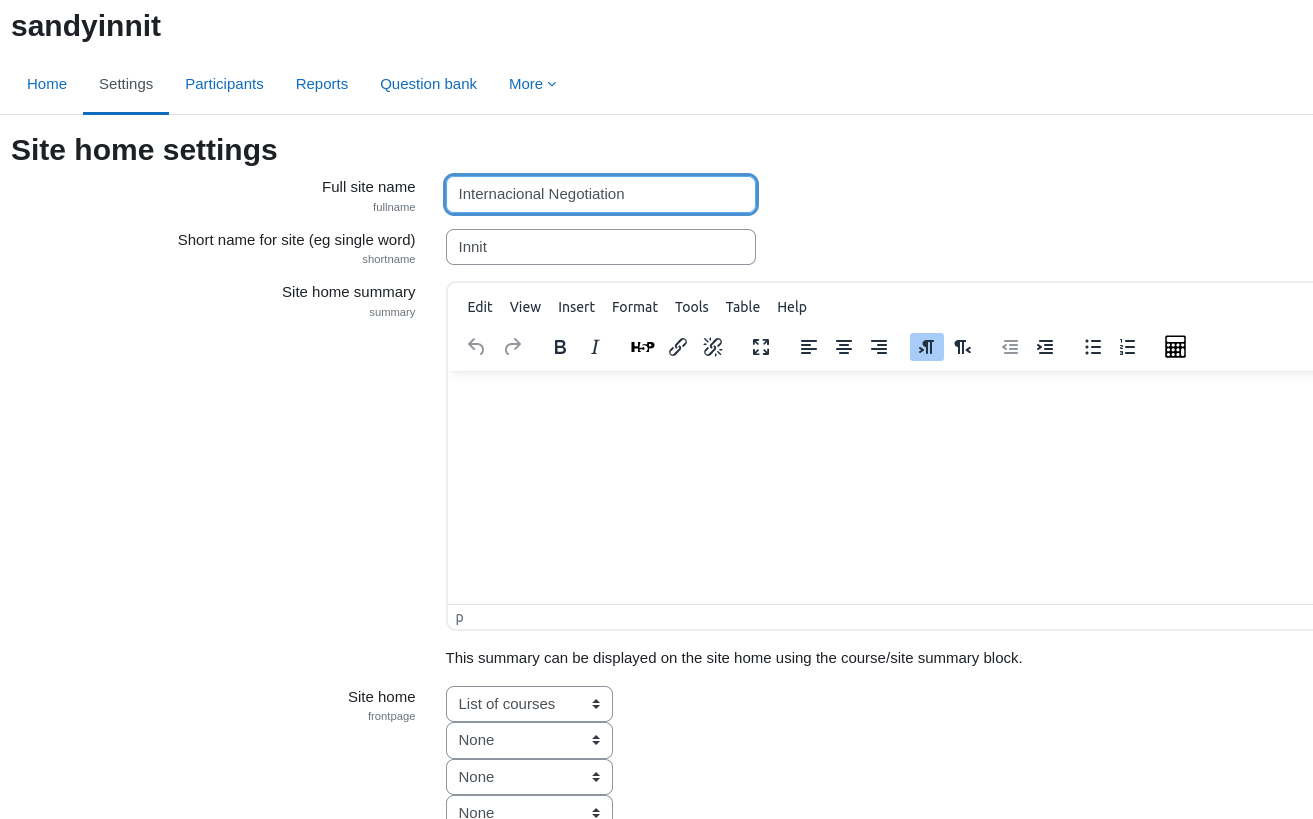 sandyinnit
Home Settings Participants Reports Question bank More
Site home settings
Full site name
fullname
Internacional Negotiation
Short name for site (eg single word)
shortname
Innit
Site home summary
summary
Edit View Insert Format Tools Table Help
B I H5P
p
This summary can be displayed on the site home using the course/site summary block.
Site home
frontpage
List of courses
None
None
None